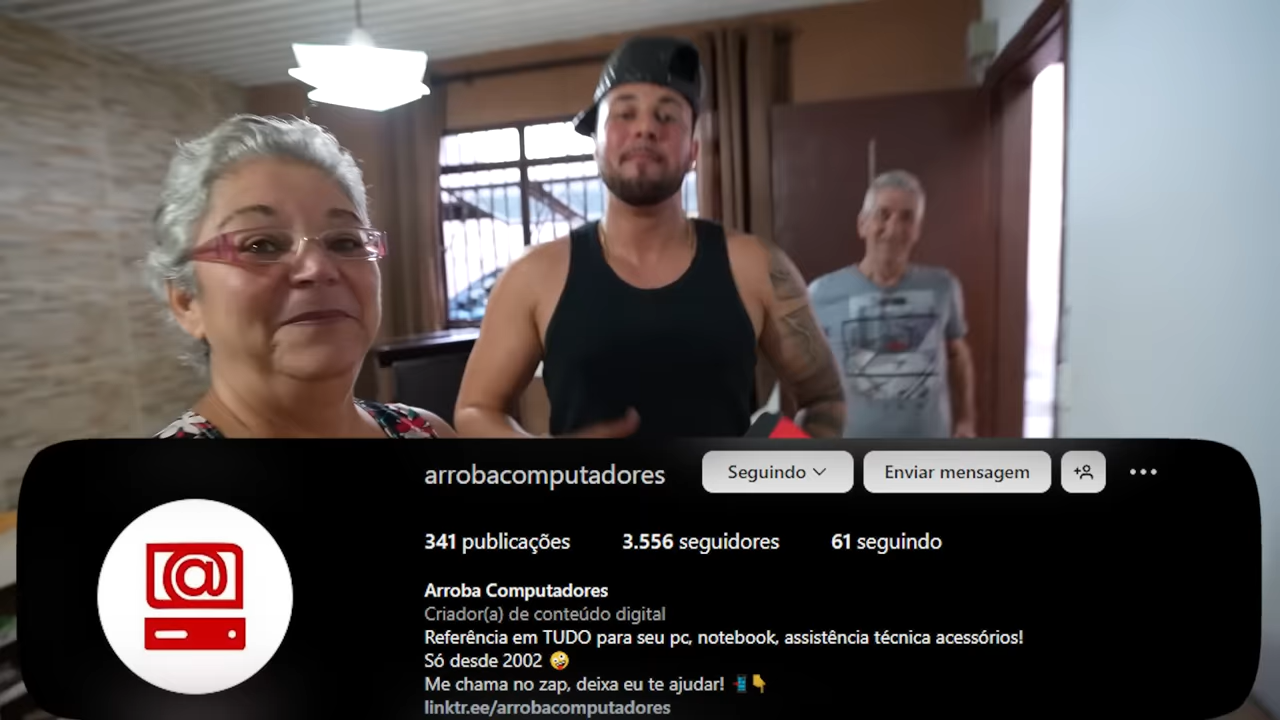 arrobacomputadores Seguindo Enviar mensagem
341 publicações 3.556 seguidores 61 seguindo
@
Arroba Computadores
Criador(a) de conteúdo digital
Referência em TUDO para seu pc, notebook, assistência técnica acessórios!
Só desde 2002 🤪
Me chama no zap, deixa eu te ajudar! 📲👇
linktr.ee/arrobacomputadores